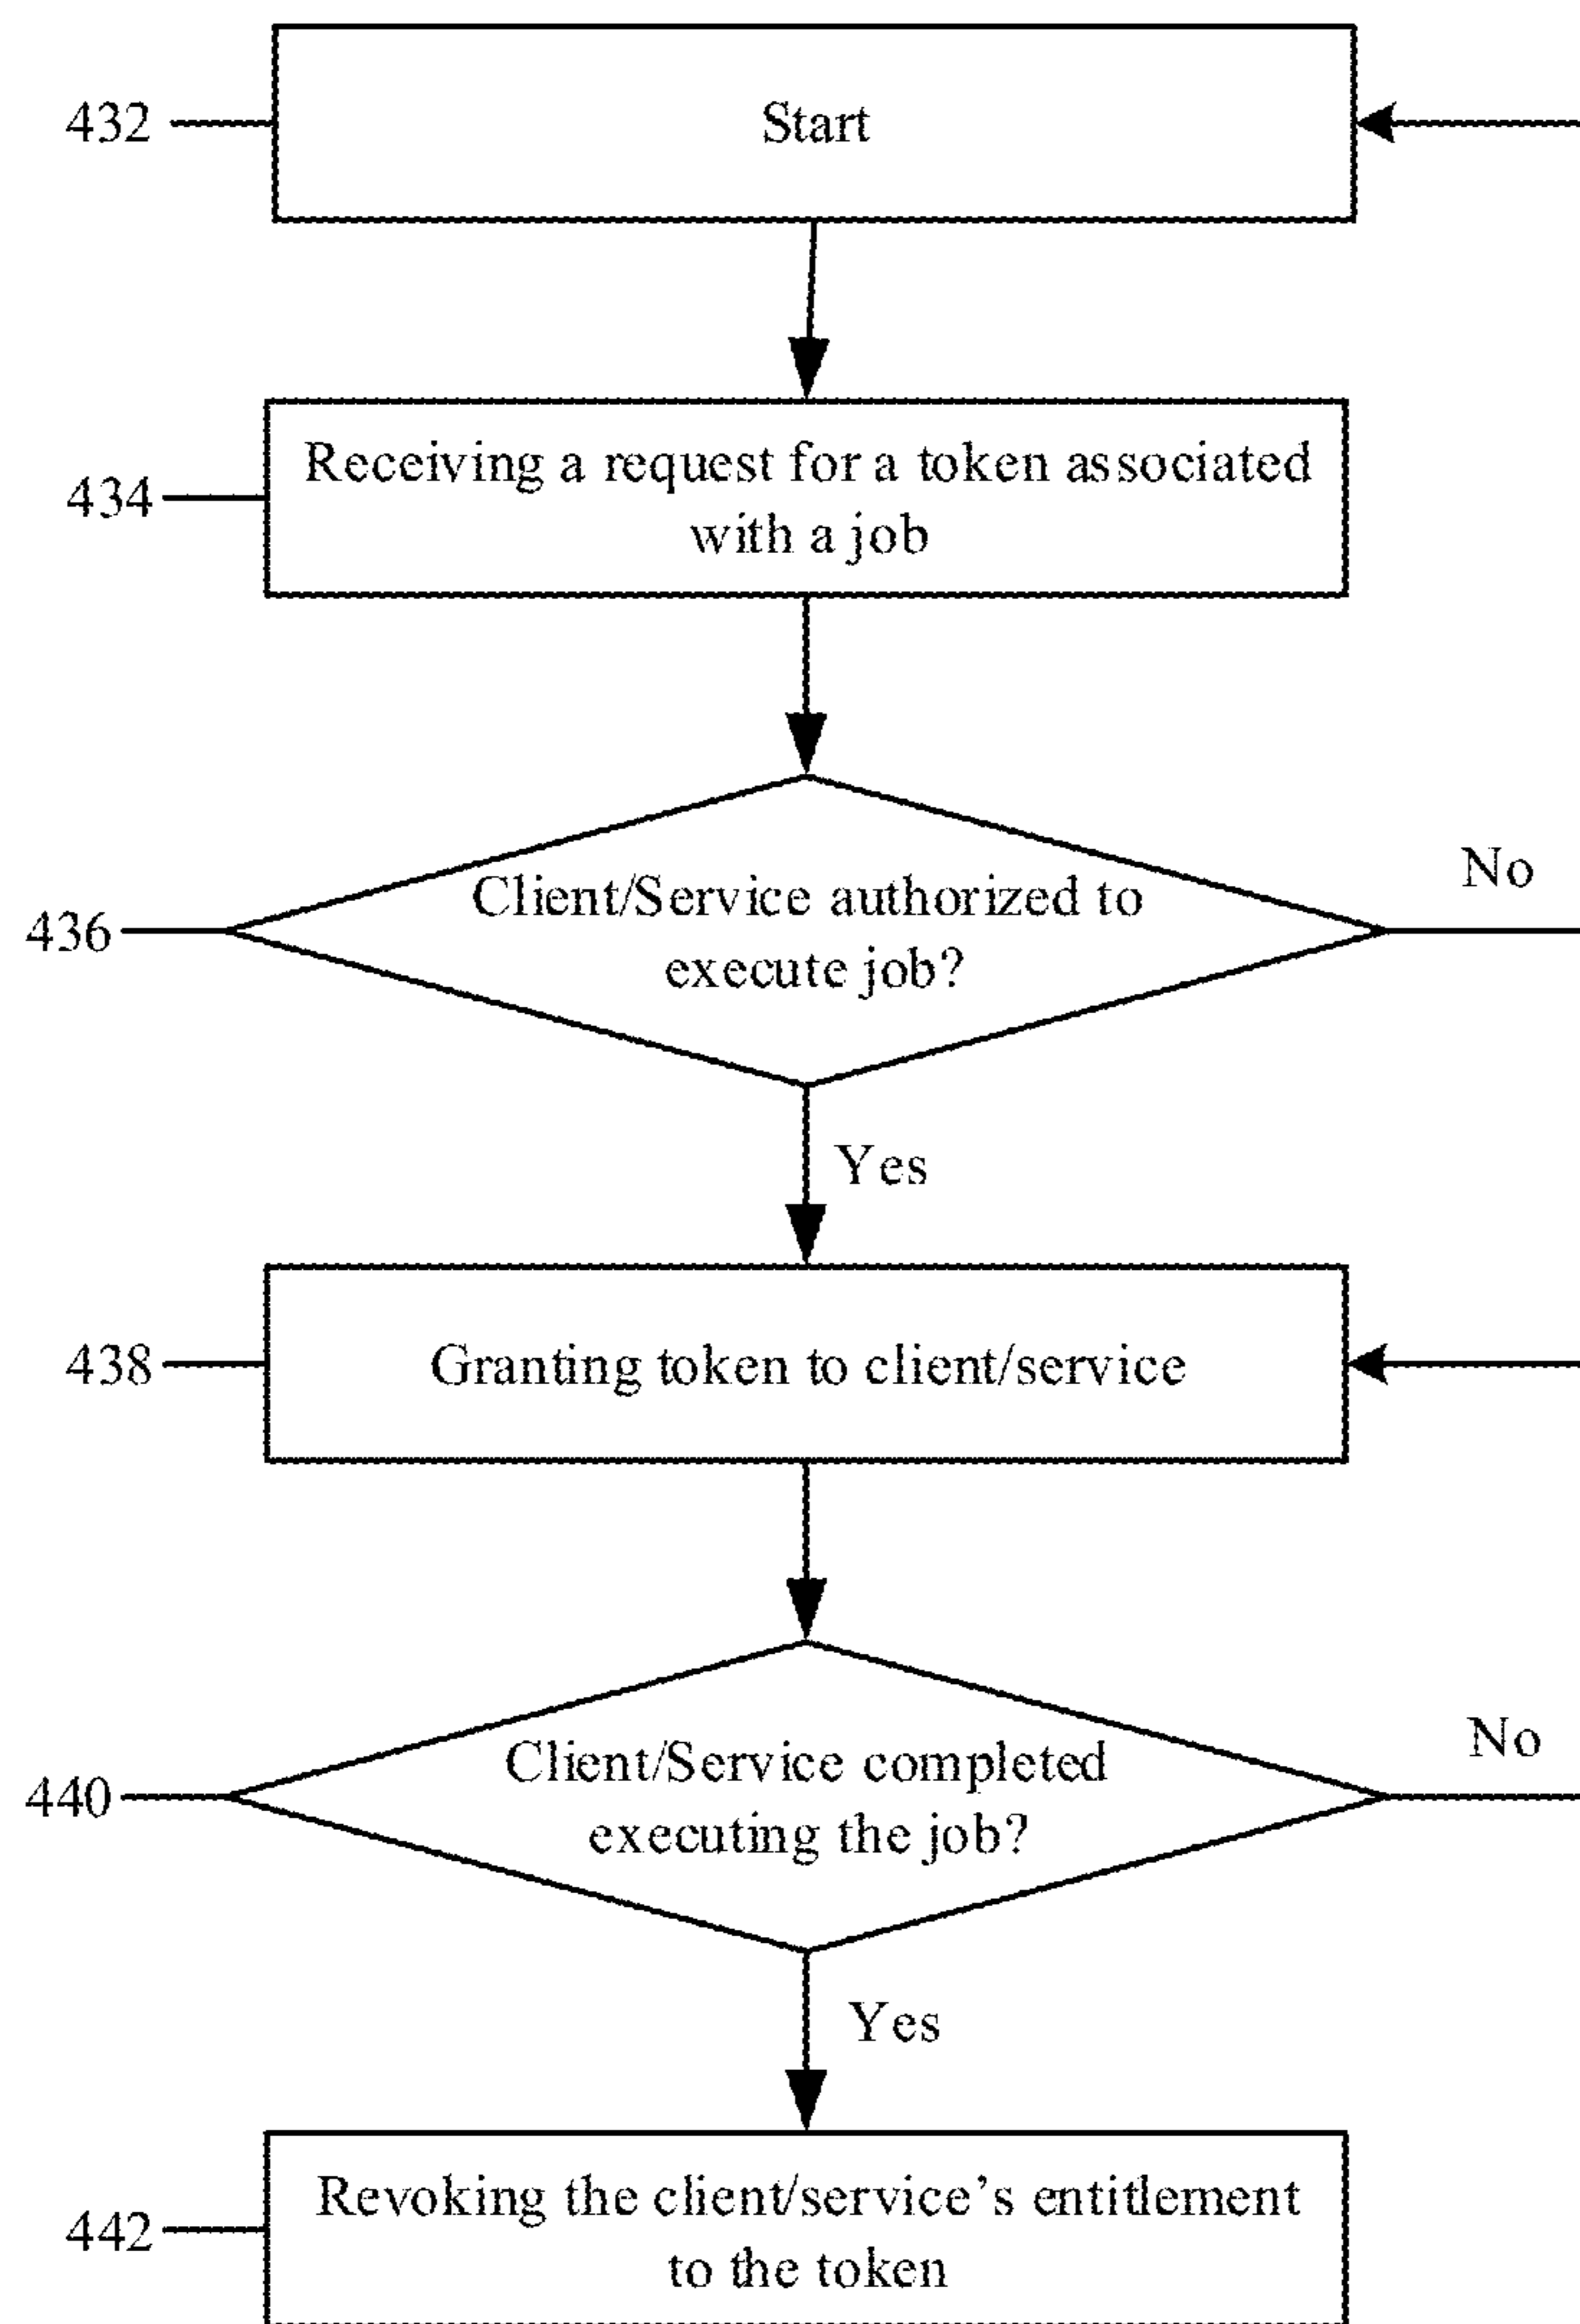 432
Start
434
Receiving a request for a token associated
with a job
No
436
Client/Service authorized to
execute job?
Yes
438
Granting token to client/service
No
440
Client/Service completed
executing the job?
Yes
442
Revoking the client/service’s entitlement
to the token